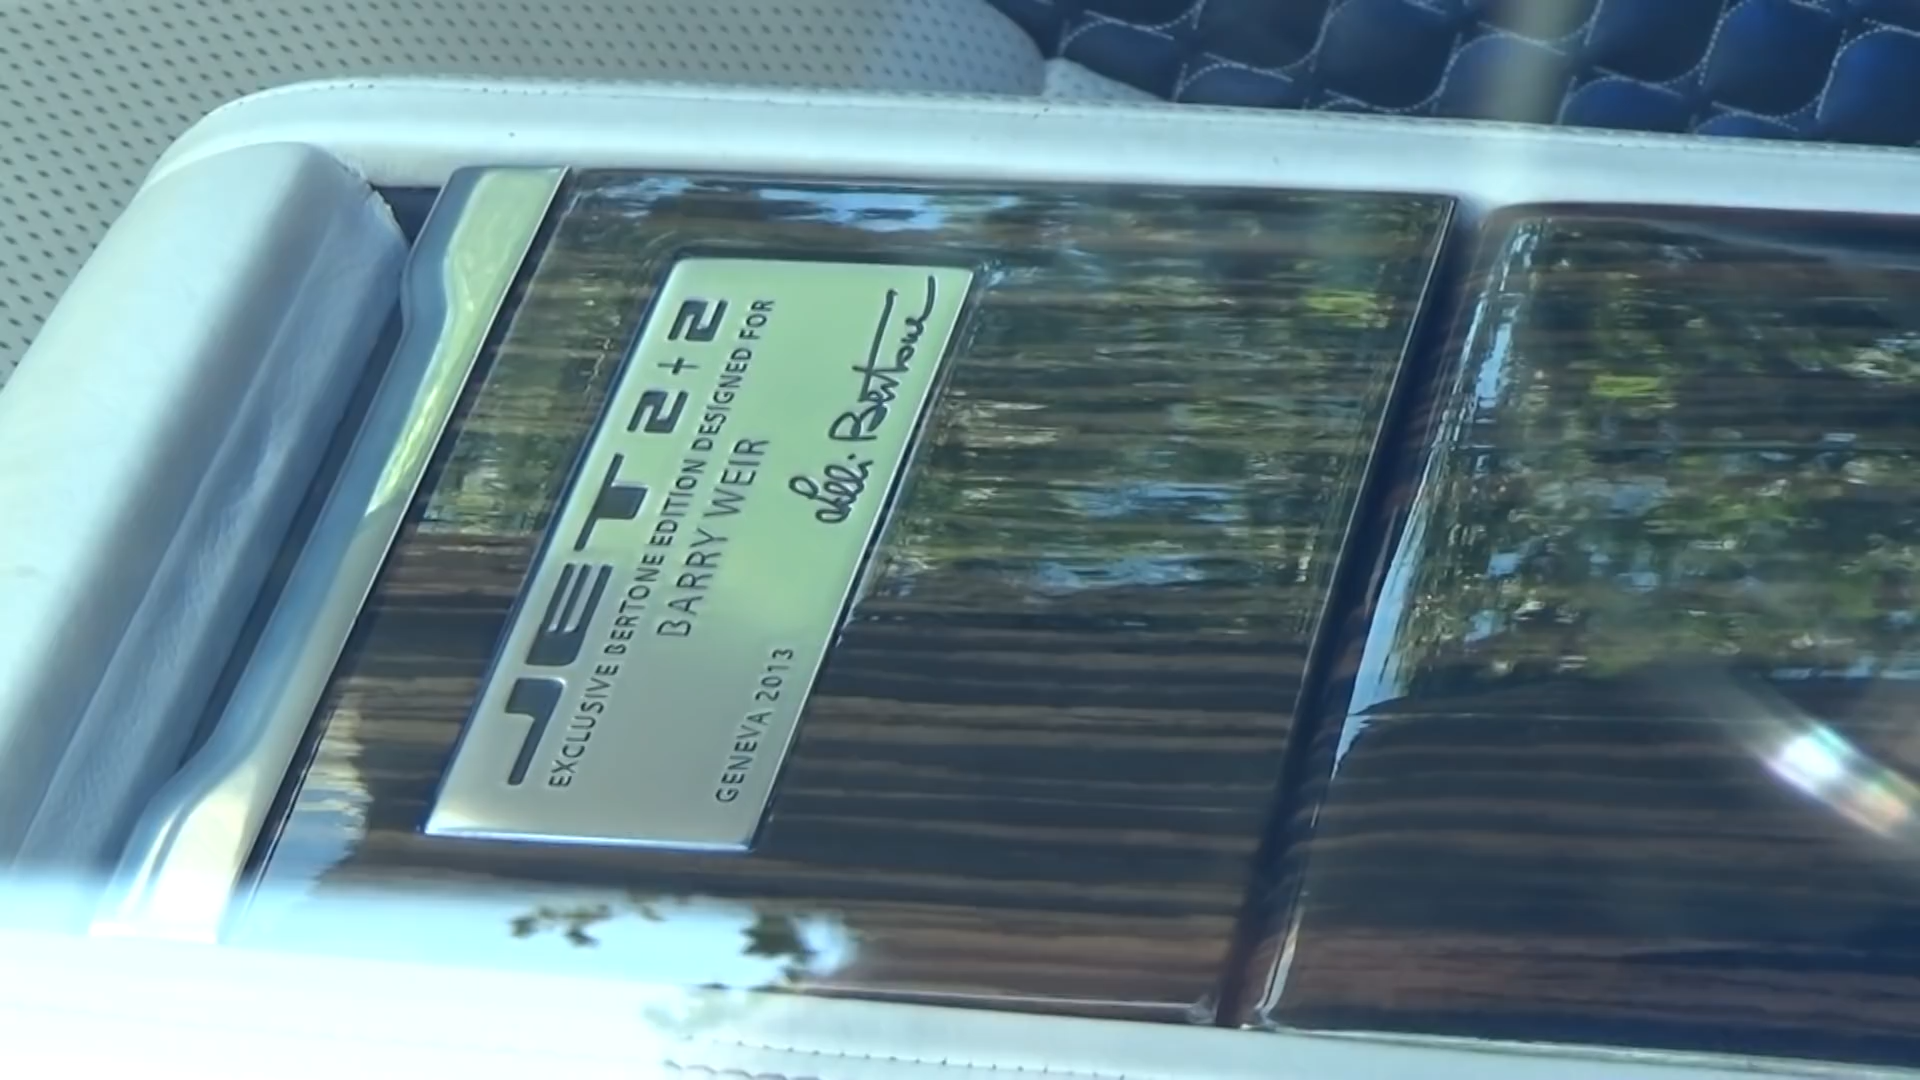 JET 2+2
EXCLUSIVE BERTONE EDITION DESIGNED FOR
BARRY WEIR
GENEVA 2013
Lilli Bertone